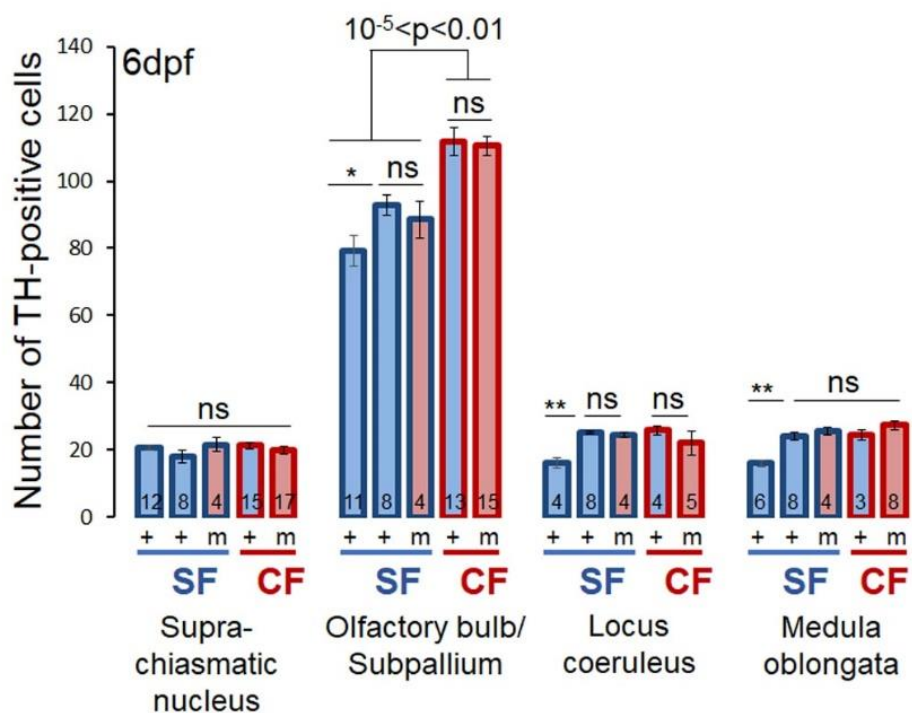 10⁻⁵<p<0.01
6dpf
Number of TH-positive cells
140
120
100
80
60
40
20
0
ns
* ns ns
** ns ns
** ns
12 8 4 15 17
11 8 4 13 15
4 8 4 4 5
6 8 4 3 8
+ + m + m
+ + m + m
+ + m + m
+ + m + m
SF CF
SF CF
SF CF
SF CF
Supra-
chiasmatic
nucleus
Olfactory bulb/
Subpallium
Locus
coeruleus
Medula
oblongata